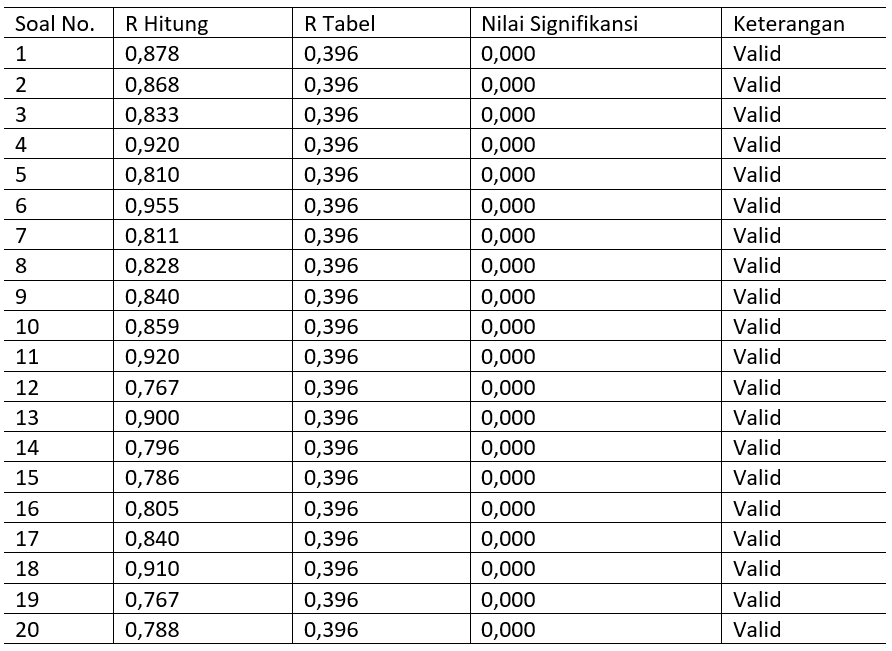 Soal No. R Hitung R Tabel Nilai Signifikansi Keterangan
1 0,878 0,396 0,000 Valid
2 0,868 0,396 0,000 Valid
3 0,833 0,396 0,000 Valid
4 0,920 0,396 0,000 Valid
5 0,810 0,396 0,000 Valid
6 0,955 0,396 0,000 Valid
7 0,811 0,396 0,000 Valid
8 0,828 0,396 0,000 Valid
9 0,840 0,396 0,000 Valid
10 0,859 0,396 0,000 Valid
11 0,920 0,396 0,000 Valid
12 0,767 0,396 0,000 Valid
13 0,900 0,396 0,000 Valid
14 0,796 0,396 0,000 Valid
15 0,786 0,396 0,000 Valid
16 0,805 0,396 0,000 Valid
17 0,840 0,396 0,000 Valid
18 0,910 0,396 0,000 Valid
19 0,767 0,396 0,000 Valid
20 0,788 0,396 0,000 Valid